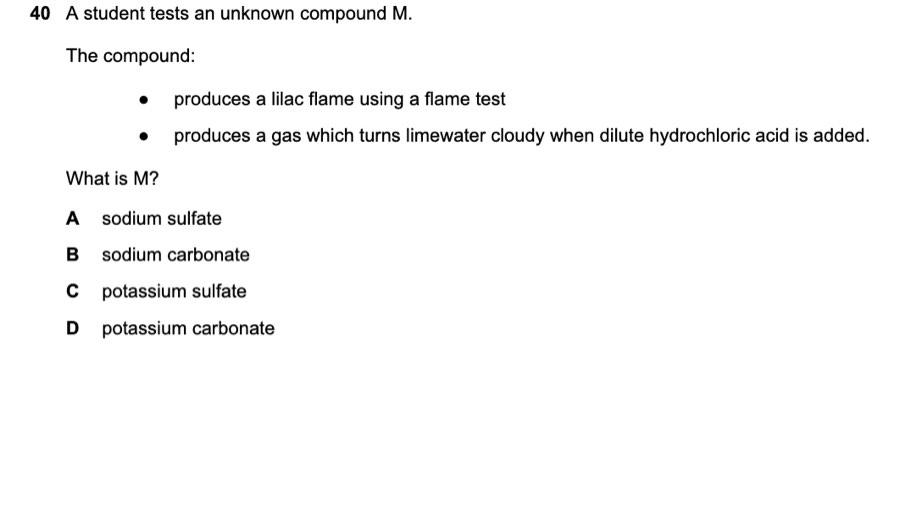 40 A student tests an unknown compound M.
The compound:
● produces a lilac flame using a flame test
● produces a gas which turns limewater cloudy when dilute hydrochloric acid is added.
What is M?
A sodium sulfate
B sodium carbonate
C potassium sulfate
D potassium carbonate